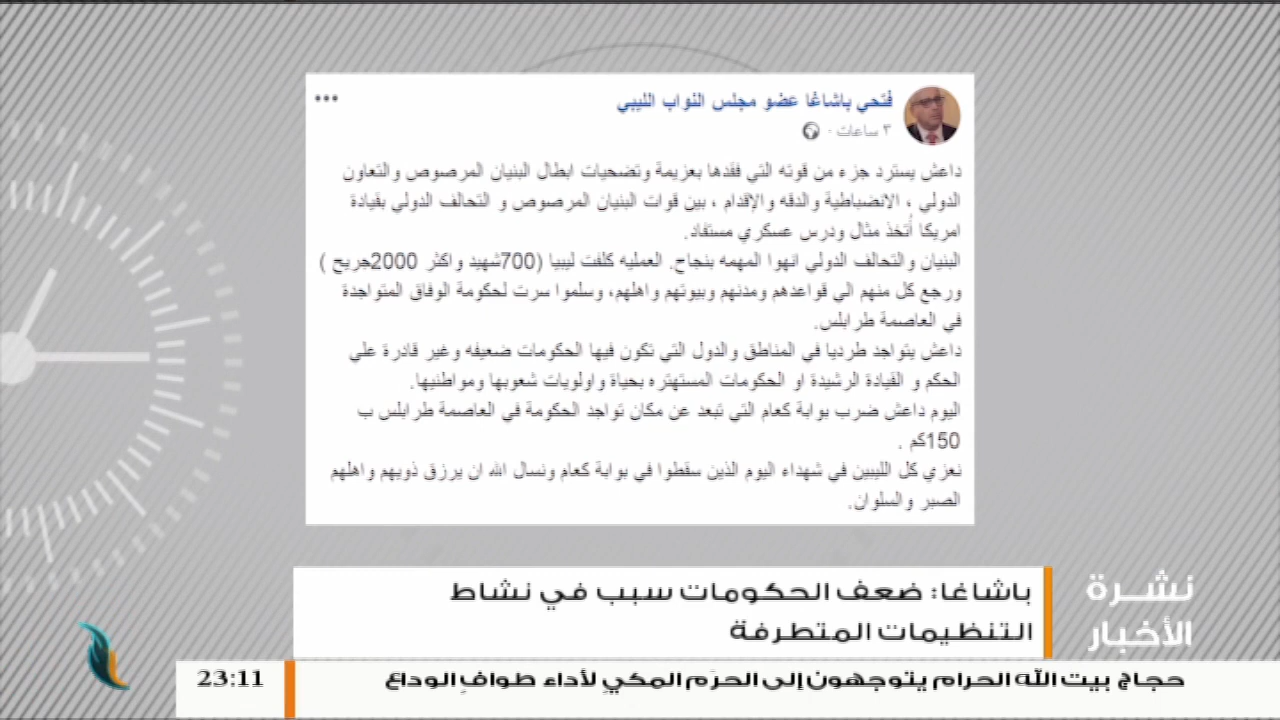 فتحي باشاغا عضو مجلس النواب الليبي
٣ ساعات ·
داعش يسترد جزء من قوته التي فقدها بعزيمة وتضحيات ابطال البنيان المرصوص والتعاون
الدولي ، الانضباطية والدقه والإقدام ، بين قوات البنيان المرصوص و التحالف الدولي بقيادة
امريكا أتخذ مثال ودرس عسكري مستفاد.
البنيان والتحالف الدولي انهوا المهمه بنجاح. العمليه كلفت ليبيا (700شهيد واكثر 2000جريح )
ورجع كل منهم الي قواعدهم ومدنهم وبيوتهم واهلهم، وسلموا سرت لحكومة الوفاق المتواجدة
في العاصمة طرابلس.
داعش يتواجد طرديا في المناطق والدول التي تكون فيها الحكومات ضعيفه وغير قادرة علي
الحكم و القيادة الرشيدة او الحكومات المستهتره بحياة واولويات شعوبها ومواطنيها.
اليوم داعش ضرب بوابة كعام التي تبعد عن مكان تواجد الحكومة في العاصمة طرابلس ب
150كم .
نعزي كل الليبين في شهداء اليوم الذين سقطوا في بوابة كعام ونسال الله ان يرزق ذويهم واهلهم
الصبر والسلوان.
نشرة
الأخبار
باشاغا: ضعف الحكومات سبب في نشاط
التنظيمات المتطرفة
حجاج بيت الله الحرام يتوجهون إلى الحرَم المكيِ لأداء طوافِ الوداع
23:11